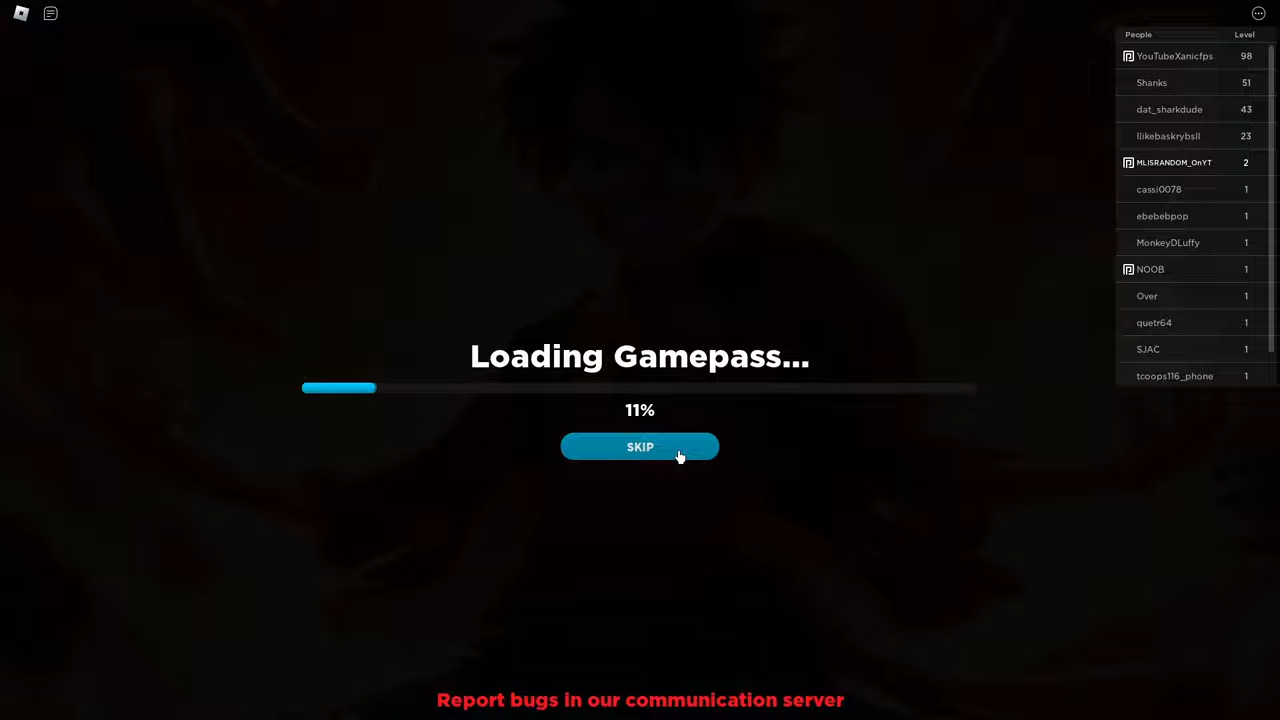 People Level
YouTubeXanicfps 98
Shanks 51
dat_sharkdude 43
llikebaskrybsll 23
MLISRANDOM_OnYT 2
cassi0078 1
ebebebpop 1
MonkeyDLuffy 1
NOOB 1
Over 1
quetr64 1
SJAC 1
tcoops116_phone 1
Loading Gamepass...
11%
SKIP
Report bugs in our communication server